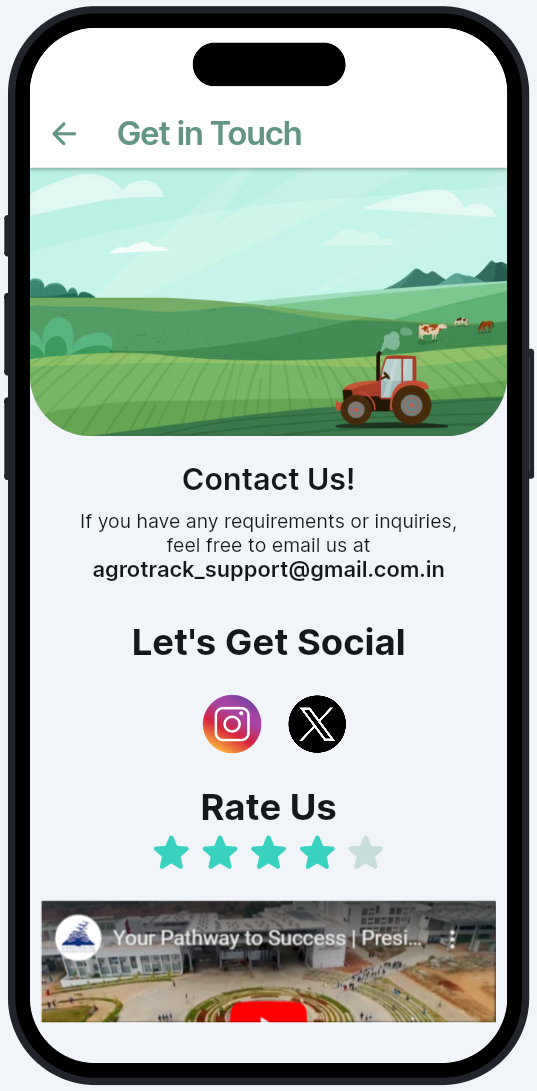 Get in Touch
Contact Us!
If you have any requirements or inquiries,
feel free to email us at
agrotrack_support@gmail.com.in
Let's Get Social
Rate Us
Your Pathway to Success | Presi...